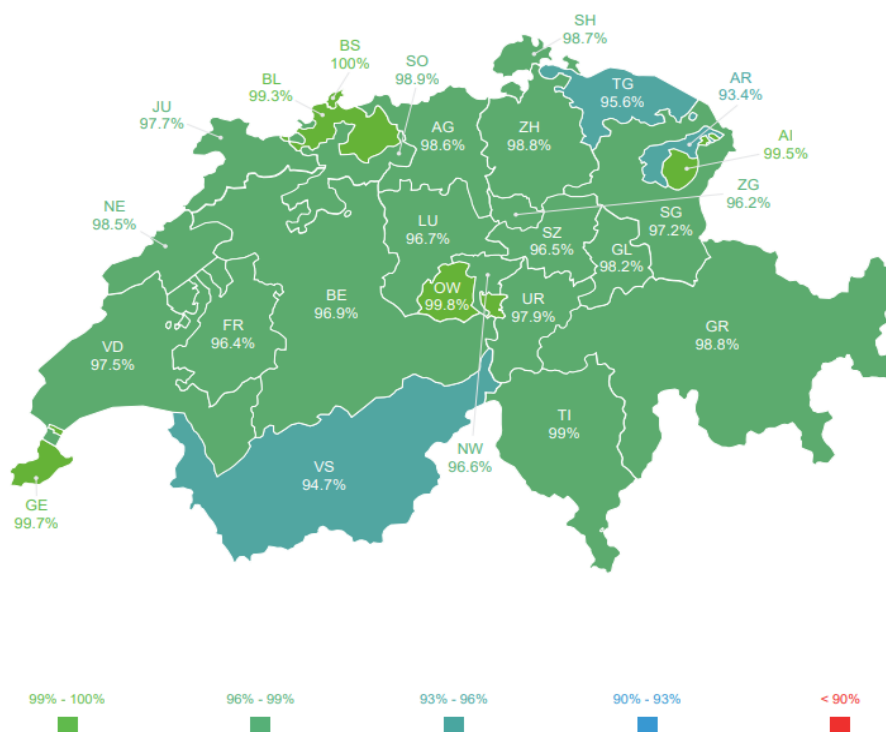 SH
98.7%
BS
100%
SO
98.9%
BL
99.3%
TG
95.6%
AR
93.4%
JU
97.7%
AG
98.6%
ZH
98.8%
AI
99.5%
ZG
96.2%
NE
98.5%
LU
96.7%
SZ
96.5%
SG
97.2%
GL
98.2%
OW
99.8%
UR
97.9%
BE
96.9%
FR
96.4%
VD
97.5%
GR
98.8%
TI
99%
NW
96.6%
VS
94.7%
GE
99.7%
99% - 100%
96% - 99%
93% - 96%
90% - 93%
< 90%